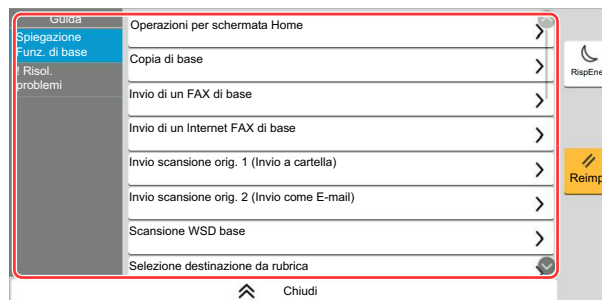 Guida
Spiegazione
Funz. di base
! Risol.
problemi
Operazioni per schermata Home
Copia di base
Invio di un FAX di base
Invio di un Internet FAX di base
Invio scansione orig. 1 (Invio a cartella)
Invio scansione orig. 2 (Invio come E-mail)
Scansione WSD base
Selezione destinazione da rubrica
Chiudi
RispEne
Reimp